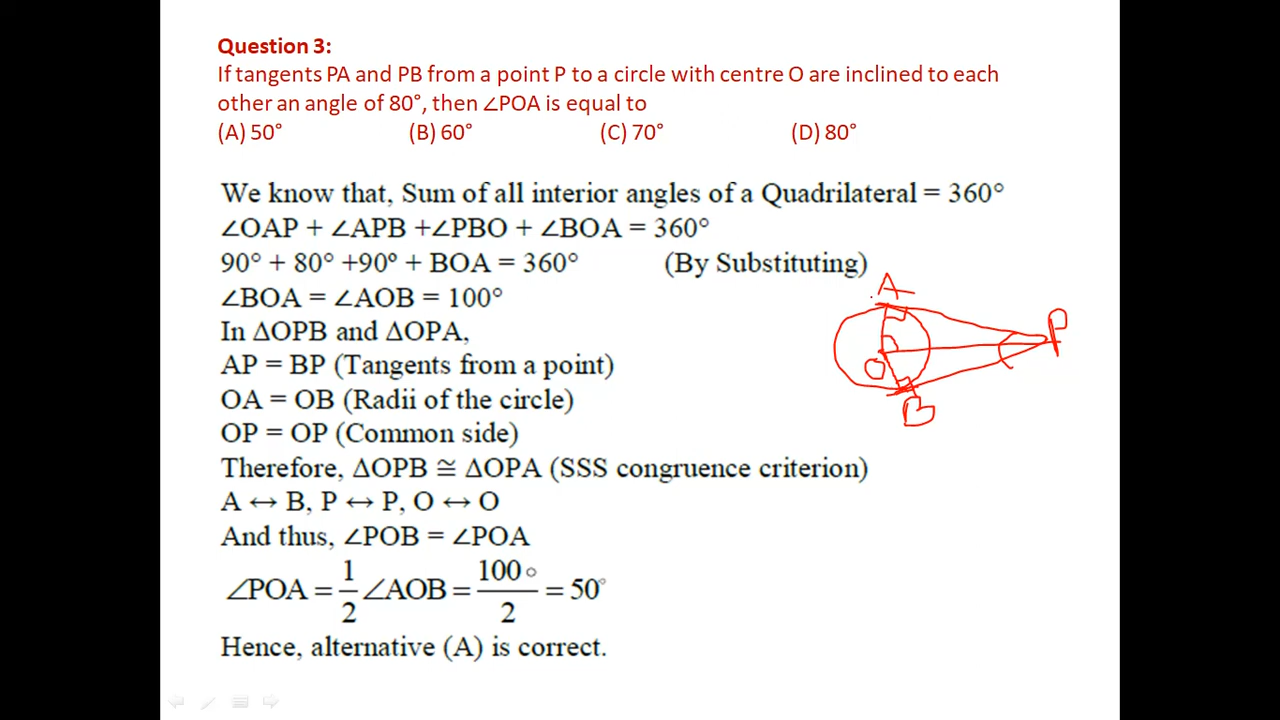 Question 3:
If tangents PA and PB from a point P to a circle with centre O are inclined to each
other an angle of 80°, then ∠POA is equal to
(A) 50° (B) 60° (C) 70° (D) 80°
We know that, Sum of all interior angles of a Quadrilateral = 360°
∠OAP + ∠APB +∠PBO + ∠BOA = 360°
90° + 80° +90º + BOA = 360° (By Substituting)
∠BOA = ∠AOB = 100°
In ΔOPB and ΔOPA,
AP = BP (Tangents from a point)
OA = OB (Radii of the circle)
OP = OP (Common side)
Therefore, ΔOPB ≅ ΔOPA (SSS congruence criterion)
A ↔ B, P ↔ P, O ↔ O
And thus, ∠POB = ∠POA
∠POA = 1/2 ∠AOB = 100°/2 = 50°
Hence, alternative (A) is correct.
A
P
O
B